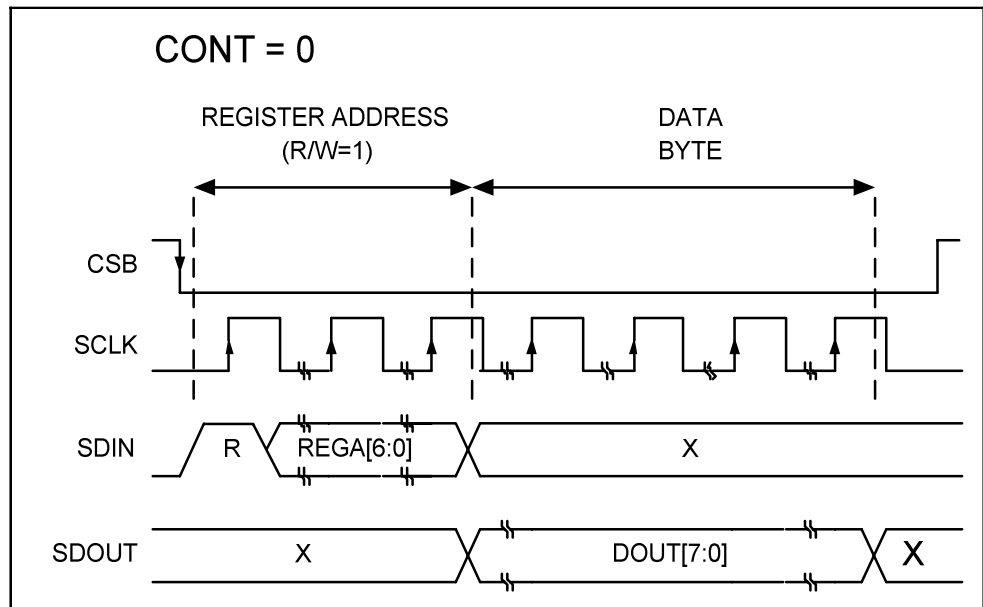 CONT = 0
REGISTER ADDRESS
(R/W=1)
DATA
BYTE
CSB
SCLK
SDIN
R
REGA[6:0]
X
SDOUT
X
DOUT[7:0]
X